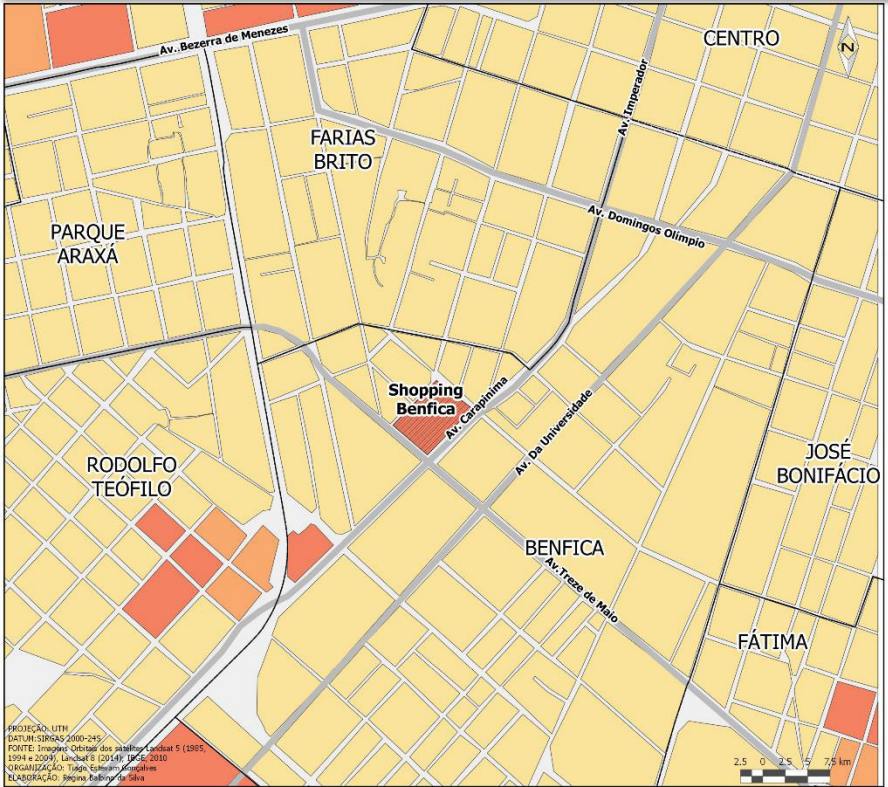 CENTRO
N
Av. Bezerra de Menezes
Av. Imperador
FARIAS
BRITO
Av. Domingos Olímpio
PARQUE
ARAXÁ
Shopping
Benfica
Av. Carapinima
Av. Da Universidade
RODOLFO
TEÓFILO
JOSÉ
BONIFÁCIO
BENFICA
Av.Treze de Maio
FÁTIMA
PROJEÇÃO: UTM
DATUM:SIRGAS 2000-24S
FONTE: Imagens Orbitais dos satélites Landsat 5 (1985,
1994 e 2004), Landsat 8 (2014); IBGE, 2010
ORGANIZAÇÃO: Tiago Estevam Gonçalves
ELABORAÇÃO: Regina Balbino da Silva
2.5 0 2.5 5 7.5 km